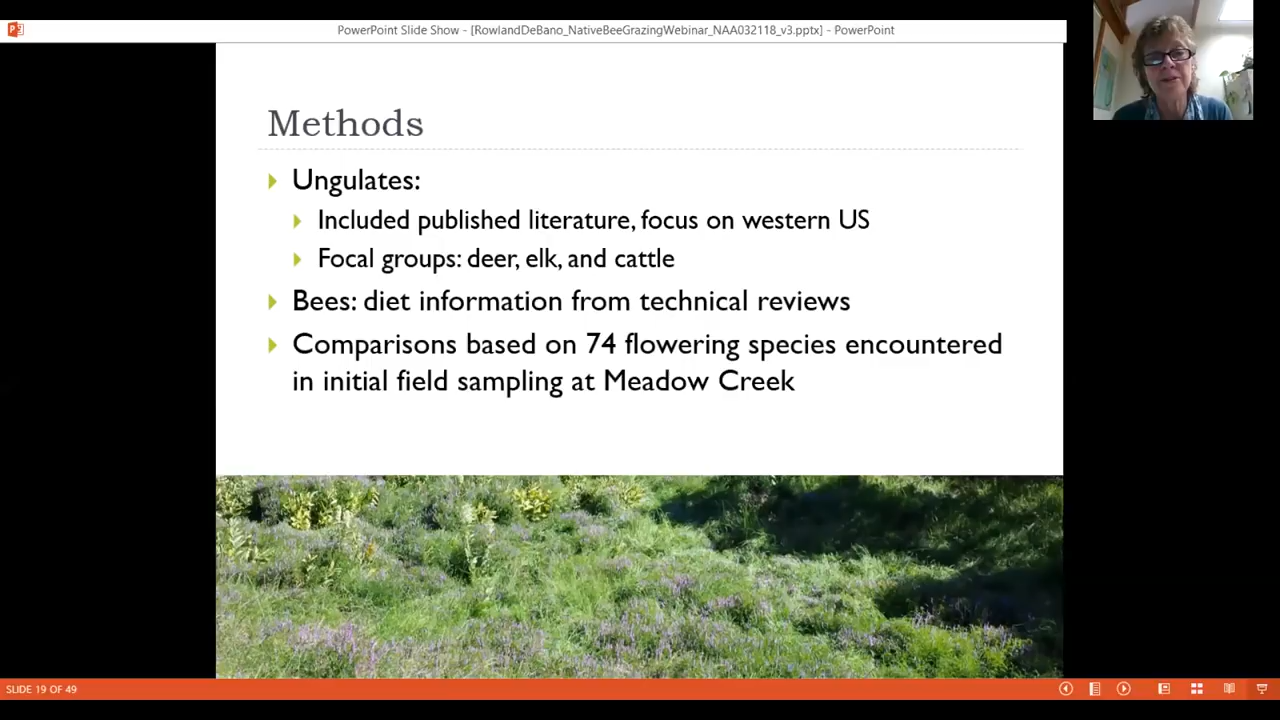 PowerPoint Slide Show - [RowlandDeBano_NativeBeeGrazingWebinar_NAA032118_v3.pptx] - PowerPoint
Methods
Ungulates:
Included published literature, focus on western US
Focal groups: deer, elk, and cattle
Bees: diet information from technical reviews
Comparisons based on 74 flowering species encountered
in initial field sampling at Meadow Creek
SLIDE 19 OF 49